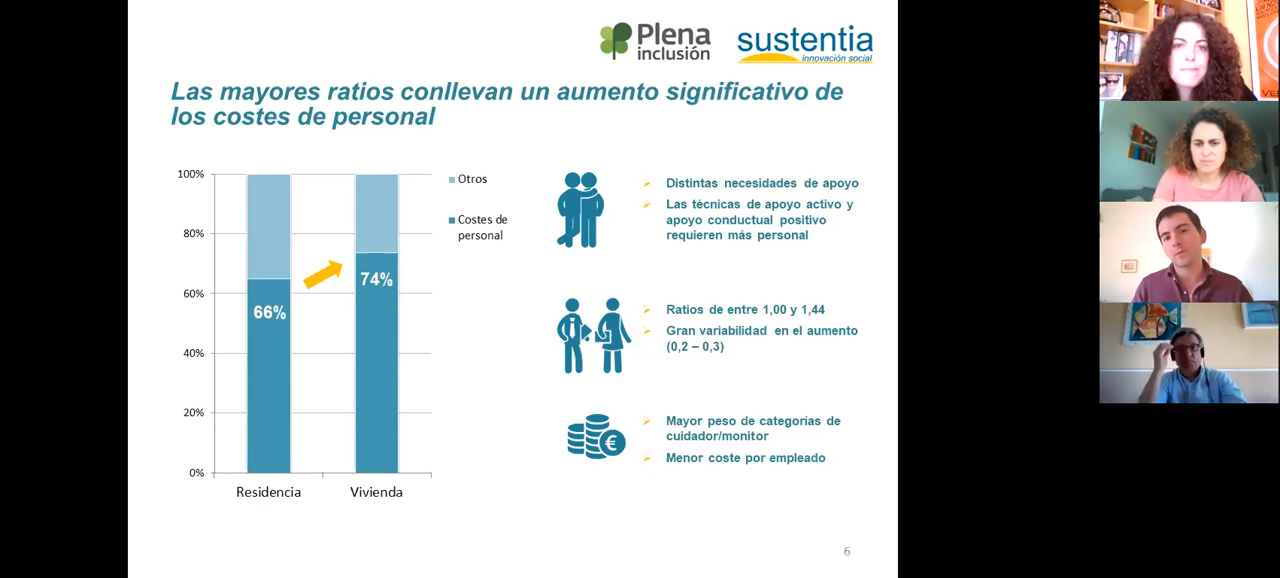 Plena
inclusión
sustentia
innovación social
Las mayores ratios conllevan un aumento significativo de
los costes de personal
100%
80%
60%
40%
20%
0%
66%
74%
Residencia
Vivienda
Otros
Costes de
personal
Distintas necesidades de apoyo
Las técnicas de apoyo activo y
apoyo conductual positivo
requieren más personal
Ratios de entre 1,00 y 1,44
Gran variabilidad en el aumento
(0,2 – 0,3)
€
Mayor peso de categorías de
cuidador/monitor
Menor coste por empleado
6